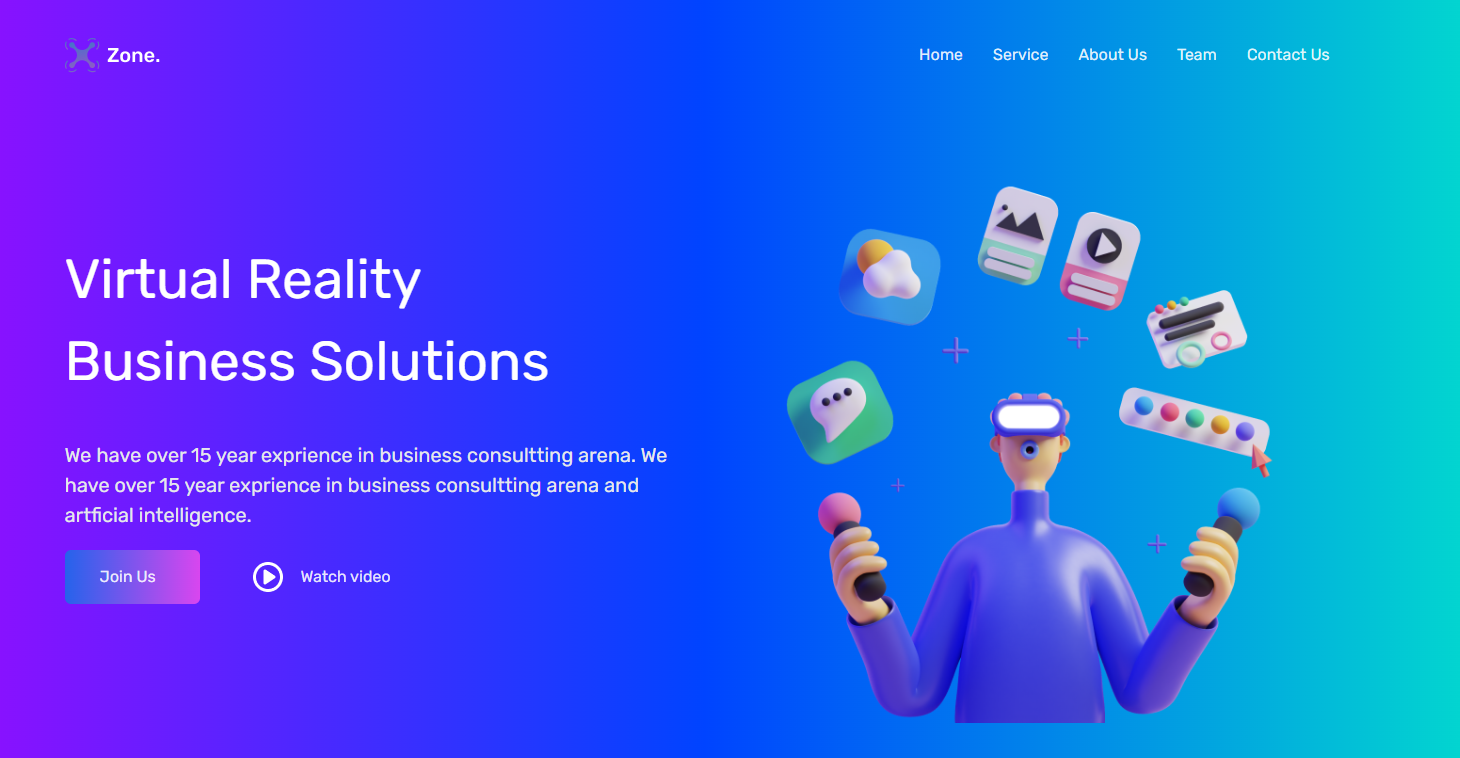 Zone.
Home Service About Us Team Contact Us
Virtual Reality
Business Solutions
We have over 15 year exprience in business consultting arena. We
have over 15 year exprience in business consultting arena and
artficial intelligence.
Join Us
Watch video